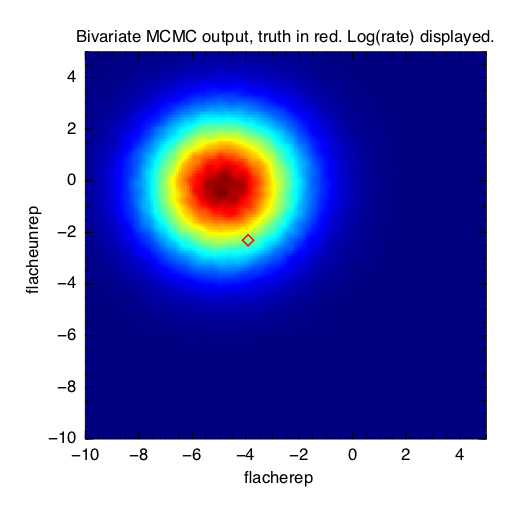 Bivariate MCMC output, truth in red. Log(rate) displayed.
4
2
0
−2
−4
−6
−8
−10
flacheunrep
−10 −8 −6 −4 −2 0 2 4
flacherep